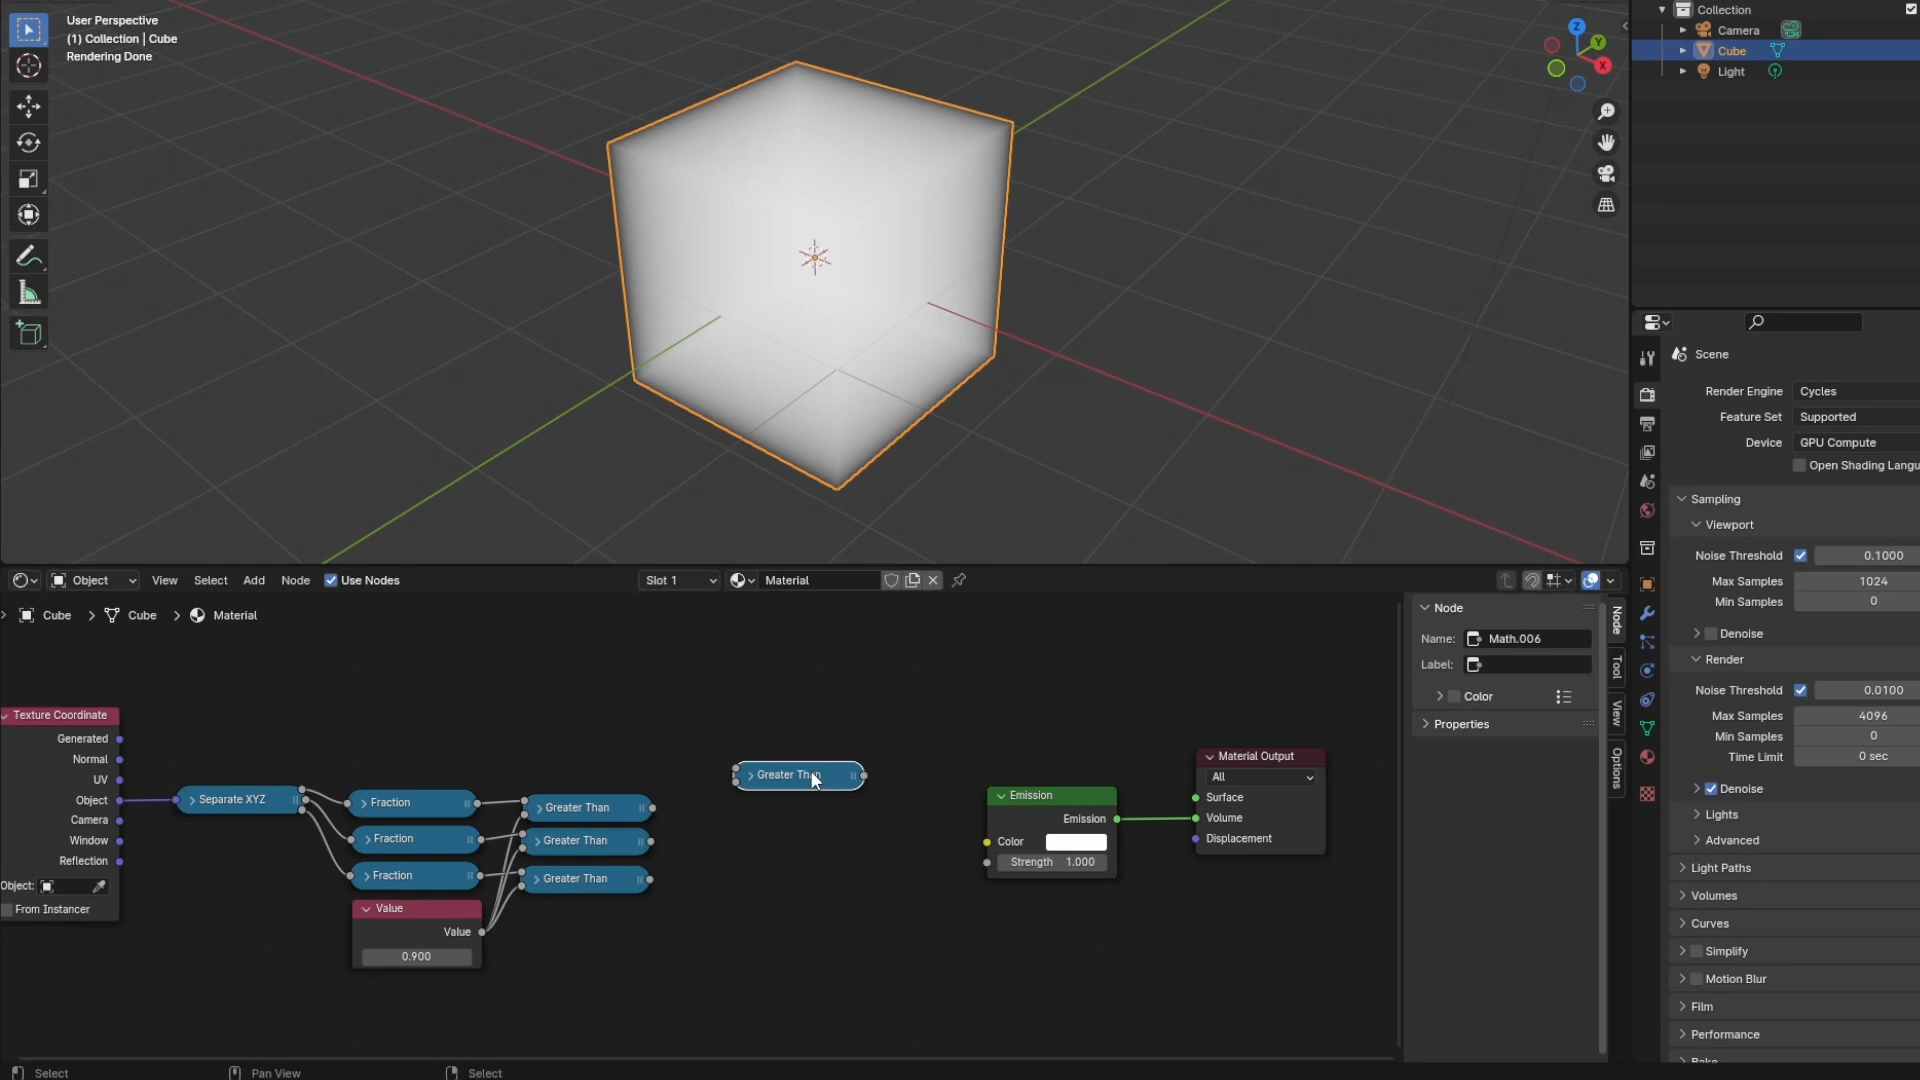 User Perspective
(1) Collection | Cube
Rendering Done
Z
Y
X
Collection
Camera
Cube
Light
Scene
Render Engine Cycles
Feature Set Supported
Device GPU Compute
Open Shading Langu
Sampling
Viewport
Noise Threshold 0.1000
Max Samples 1024
Min Samples 0
Denoise
Render
Noise Threshold 0.0100
Max Samples 4096
Min Samples 0
Time Limit 0 sec
Denoise
Lights
Advanced
Light Paths
Volumes
Curves
Simplify
Motion Blur
Film
Performance
Bake
Object View Select Add Node Use Nodes Slot 1 Material
Cube > Cube > Material
Node
Name: Math.006
Label:
Color
Properties
Node
Tool
View
Options
Texture Coordinate
Generated
Normal
UV
Object
Camera
Window
Reflection
Object:
From Instancer
Separate XYZ
Fraction
Fraction
Fraction
Value
Value
0.900
Greater Than
Greater Than
Greater Than
Greater Than
Emission
Emission
Color
Strength 1.000
Material Output
All
Surface
Volume
Displacement
Select Pan View Select